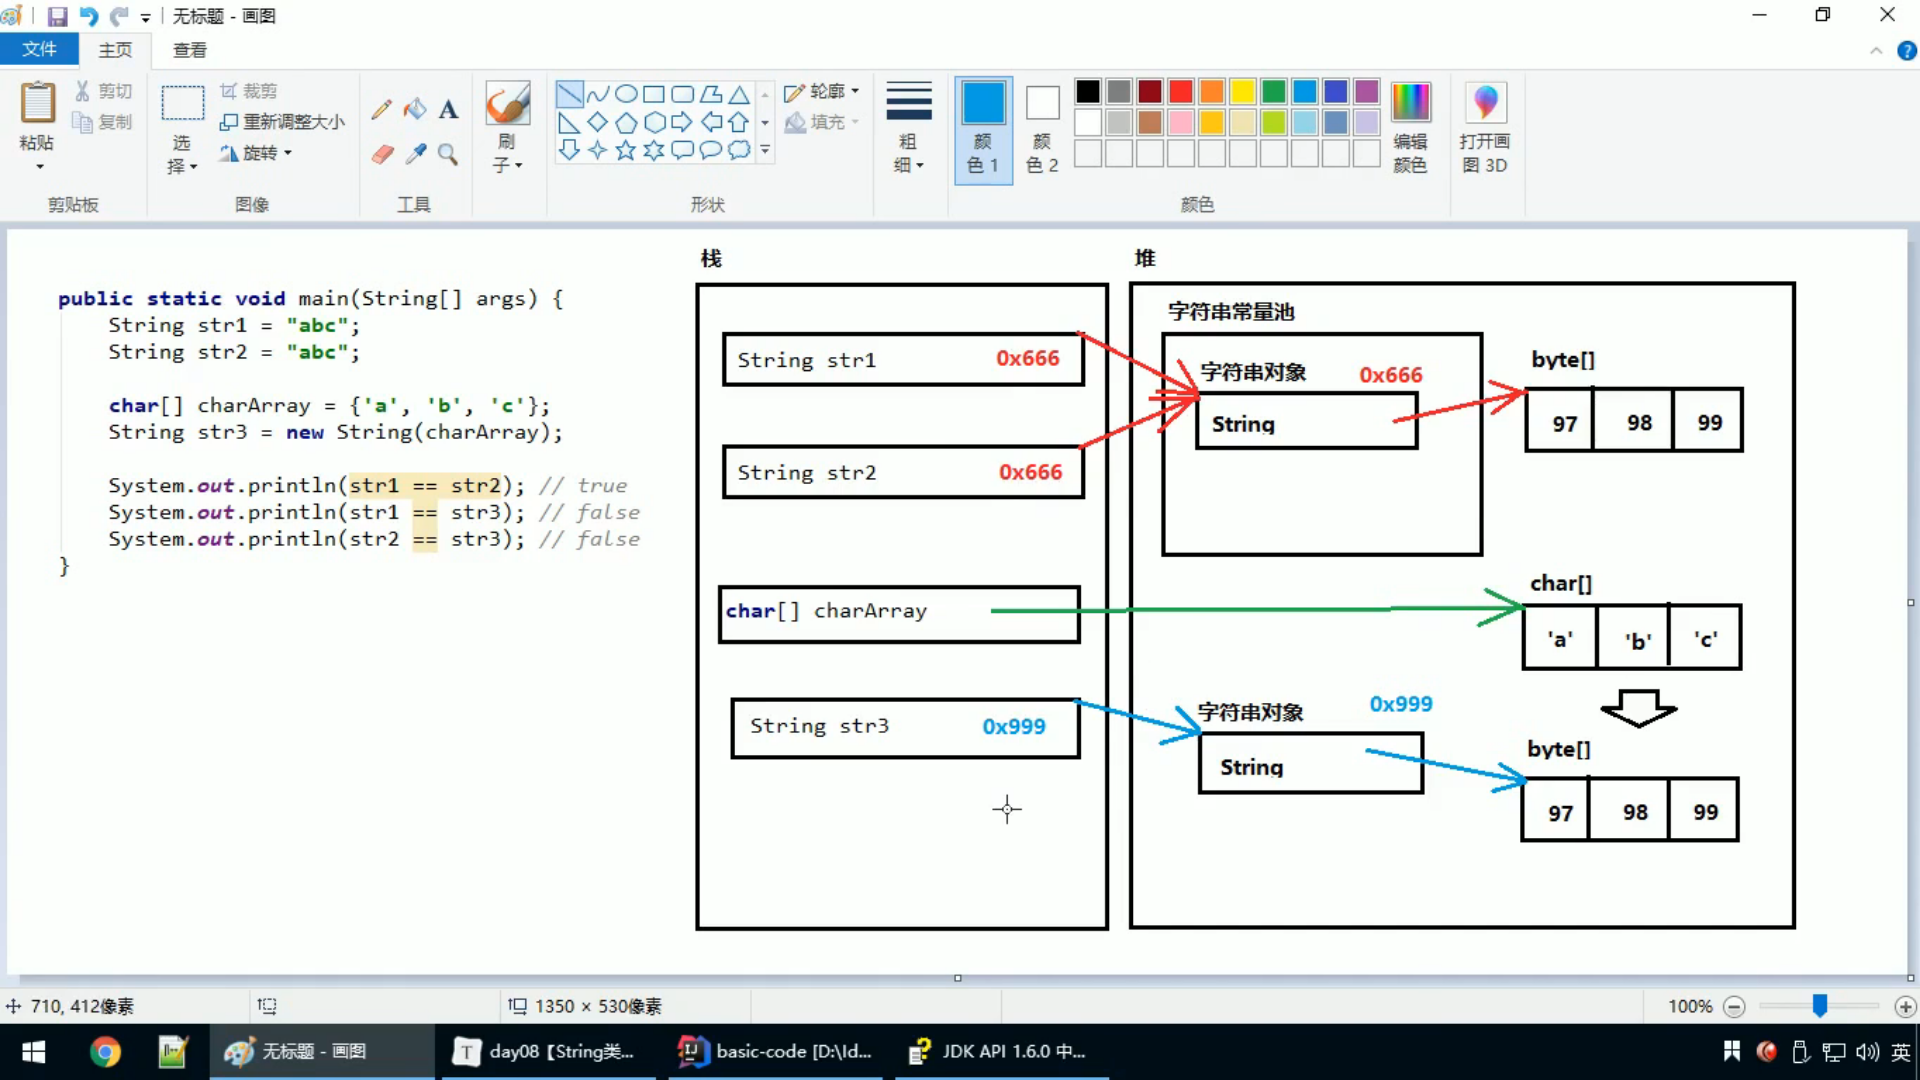 无标题 - 画图
文件
主页
查看
粘贴
剪切
复制
剪贴板
选择
裁剪
重新调整大小
旋转
图像
A
工具
刷子
形状
轮廓
填充
粗细
颜色 1
颜色 2
颜色
编辑颜色
打开画图 3D
栈
堆
public static void main(String[] args) {
String str1 = "abc";
String str2 = "abc";
char[] charArray = {'a', 'b', 'c'};
String str3 = new String(charArray);
System.out.println(str1 == str2); // true
System.out.println(str1 == str3); // false
System.out.println(str2 == str3); // false
}
String str1 0x666
String str2 0x666
char[] charArray
String str3 0x999
字符串常量池
字符串对象 0x666
String
byte[]
97 98 99
char[]
'a' 'b' 'c'
字符串对象 0x999
String
byte[]
97 98 99
710, 412像素
1350 × 530像素
100%
无标题 - 画图
T day08【String类...
basic-code [D:\Id...
JDK API 1.6.0 中...
英